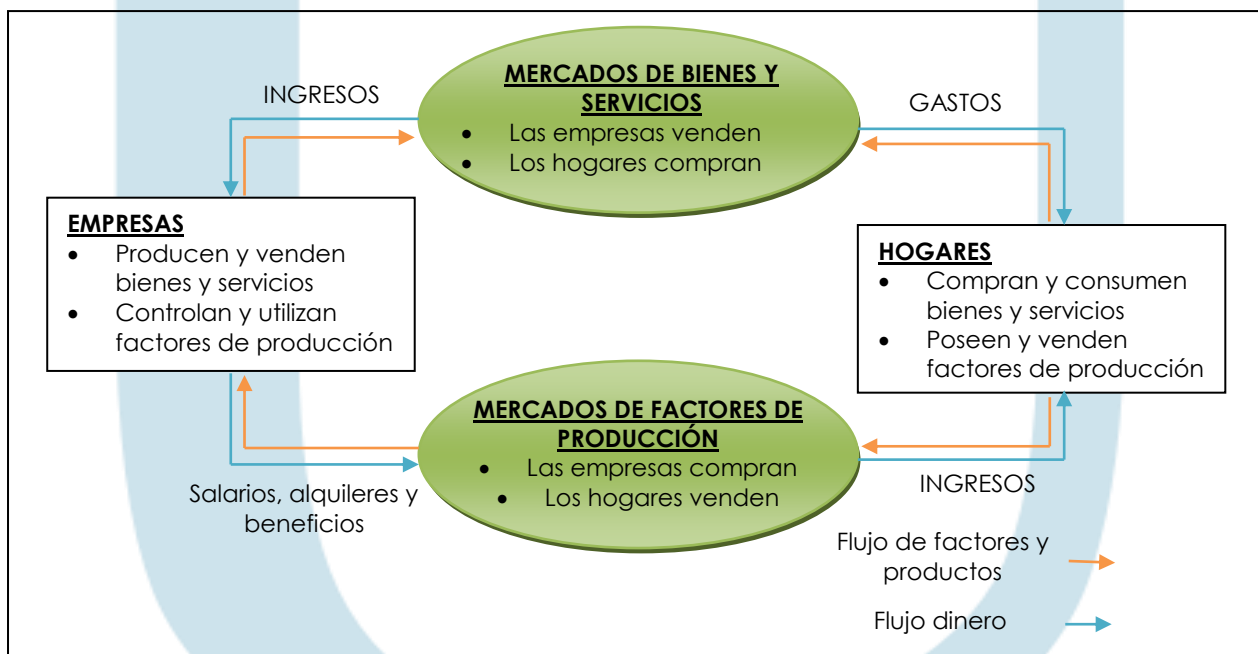 MERCADOS DE BIENES Y
SERVICIOS
• Las empresas venden
• Los hogares compran
INGRESOS
GASTOS
EMPRESAS
• Producen y venden
bienes y servicios
• Controlan y utilizan
factores de producción
HOGARES
• Compran y consumen
bienes y servicios
• Poseen y venden
factores de producción
MERCADOS DE FACTORES DE
PRODUCCIÓN
• Las empresas compran
• Los hogares venden
Salarios, alquileres y
beneficios
INGRESOS
Flujo de factores y
productos
Flujo dinero